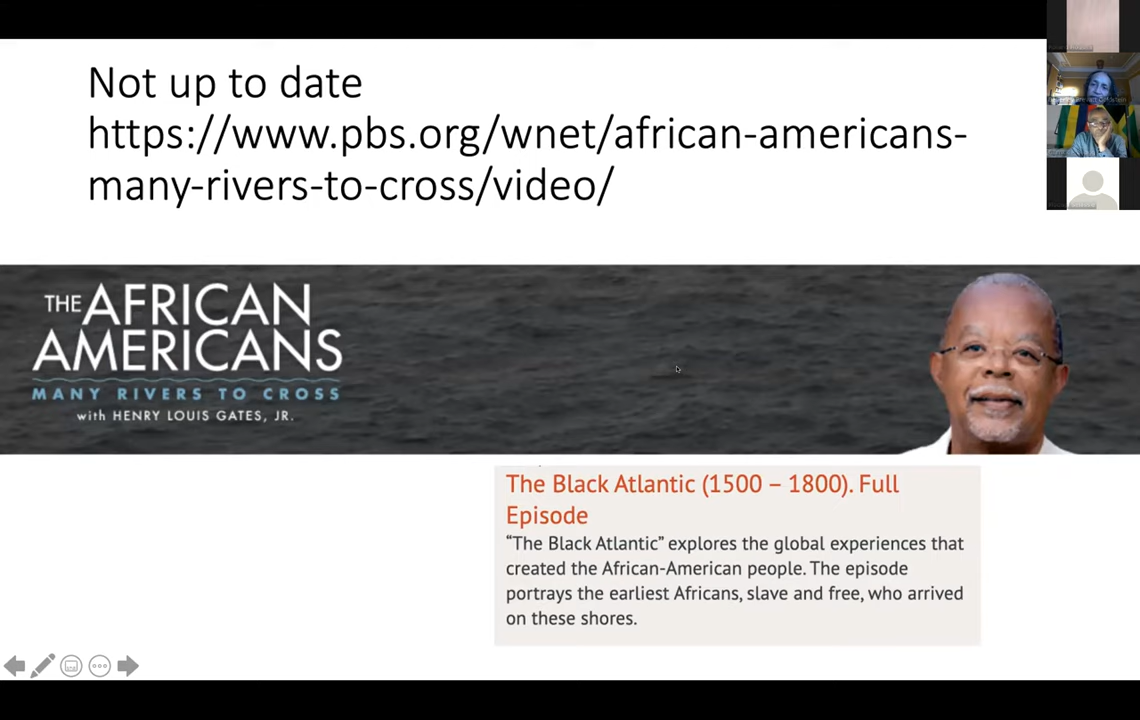 Not up to date
https://www.pbs.org/wnet/african-americans-
many-rivers-to-cross/video/
THE AFRICAN
AMERICANS
MANY RIVERS TO CROSS
with HENRY LOUIS GATES, JR.
The Black Atlantic (1500 – 1800). Full
Episode
“The Black Atlantic” explores the global experiences that
created the African-American people. The episode
portrays the earliest Africans, slave and free, who arrived
on these shores.